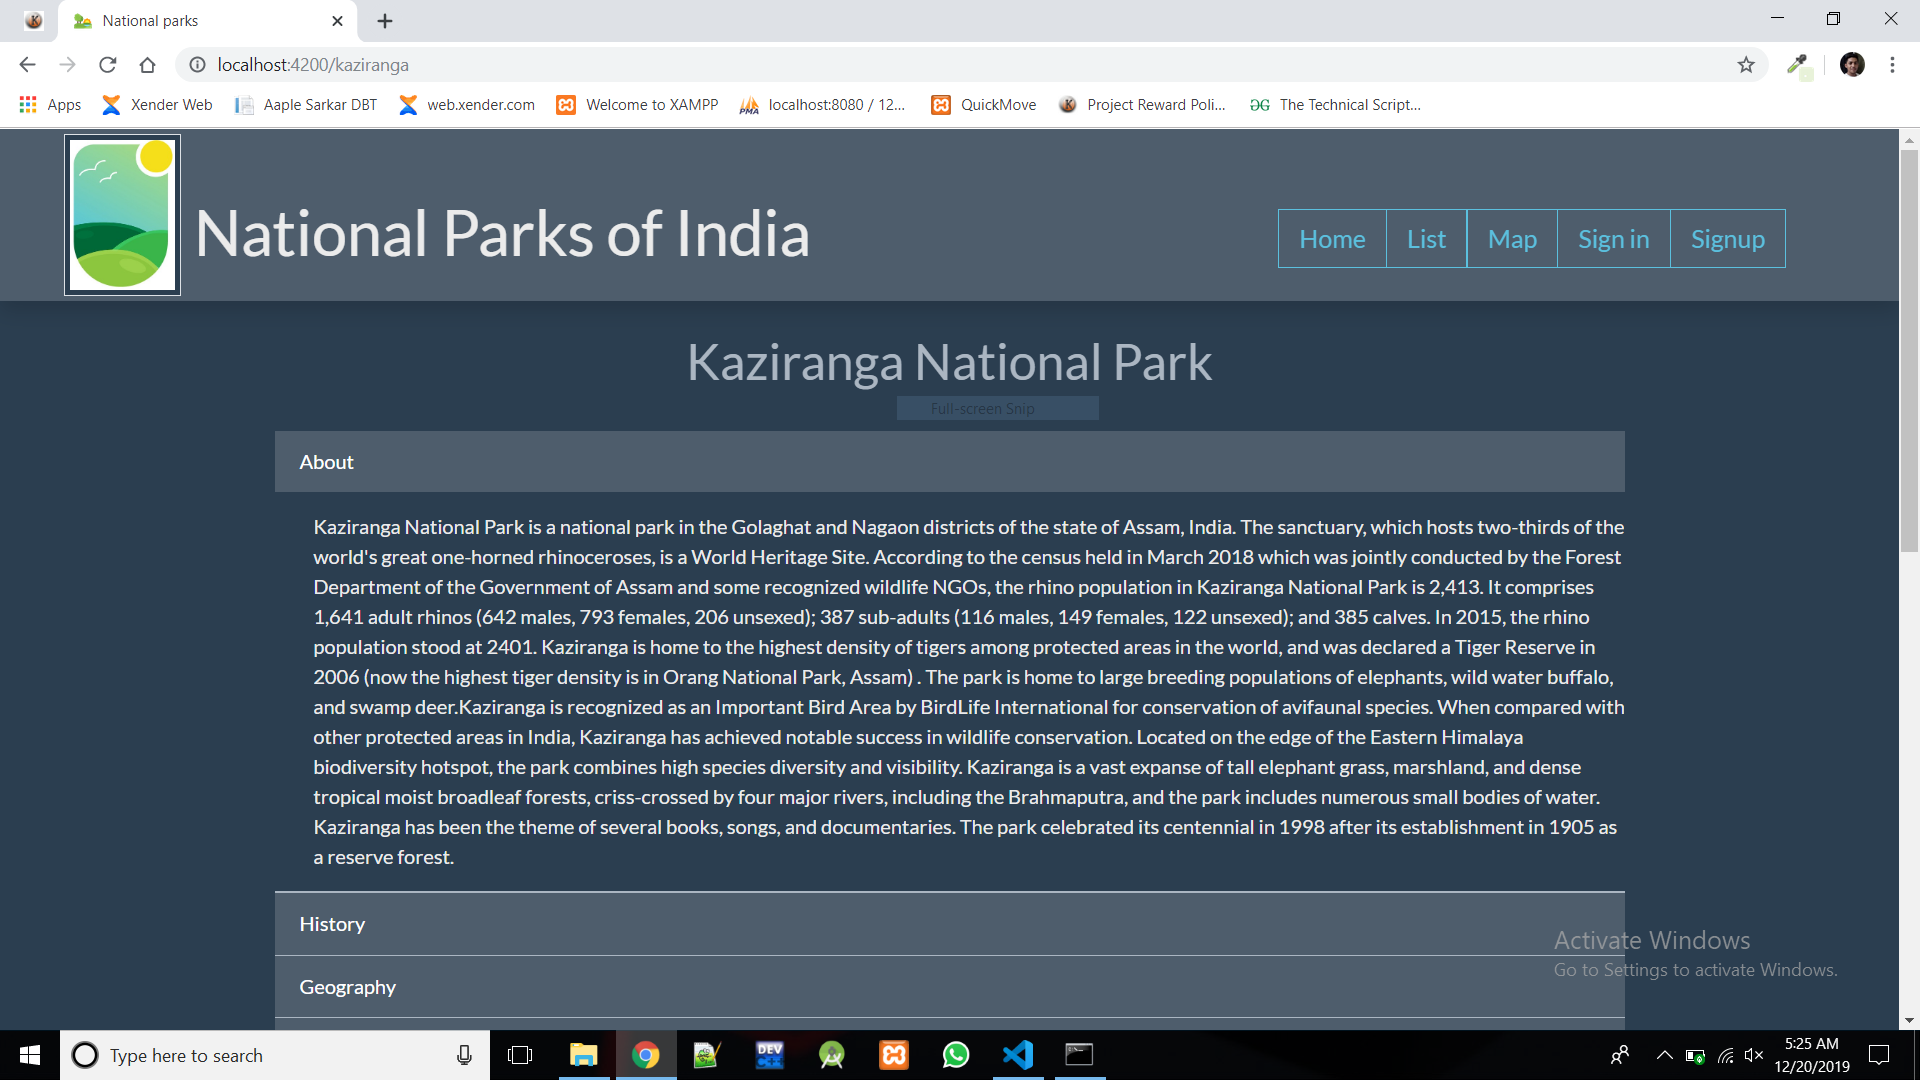 National parks
localhost:4200/kaziranga
Apps Xender Web Aaple Sarkar DBT web.xender.com Welcome to XAMPP localhost:8080 / 12... QuickMove Project Reward Poli... The Technical Script...
National Parks of India
Home List Map Sign in Signup
Kaziranga National Park
Full-screen Snip
About
Kaziranga National Park is a national park in the Golaghat and Nagaon districts of the state of Assam, India. The sanctuary, which hosts two-thirds of the
world's great one-horned rhinoceroses, is a World Heritage Site. According to the census held in March 2018 which was jointly conducted by the Forest
Department of the Government of Assam and some recognized wildlife NGOs, the rhino population in Kaziranga National Park is 2,413. It comprises
1,641 adult rhinos (642 males, 793 females, 206 unsexed); 387 sub-adults (116 males, 149 females, 122 unsexed); and 385 calves. In 2015, the rhino
population stood at 2401. Kaziranga is home to the highest density of tigers among protected areas in the world, and was declared a Tiger Reserve in
2006 (now the highest tiger density is in Orang National Park, Assam) . The park is home to large breeding populations of elephants, wild water buffalo,
and swamp deer.Kaziranga is recognized as an Important Bird Area by BirdLife International for conservation of avifaunal species. When compared with
other protected areas in India, Kaziranga has achieved notable success in wildlife conservation. Located on the edge of the Eastern Himalaya
biodiversity hotspot, the park combines high species diversity and visibility. Kaziranga is a vast expanse of tall elephant grass, marshland, and dense
tropical moist broadleaf forests, criss-crossed by four major rivers, including the Brahmaputra, and the park includes numerous small bodies of water.
Kaziranga has been the theme of several books, songs, and documentaries. The park celebrated its centennial in 1998 after its establishment in 1905 as
a reserve forest.
History
Activate Windows
Go to Settings to activate Windows.
Geography
Type here to search
DEV
5:25 AM
12/20/2019